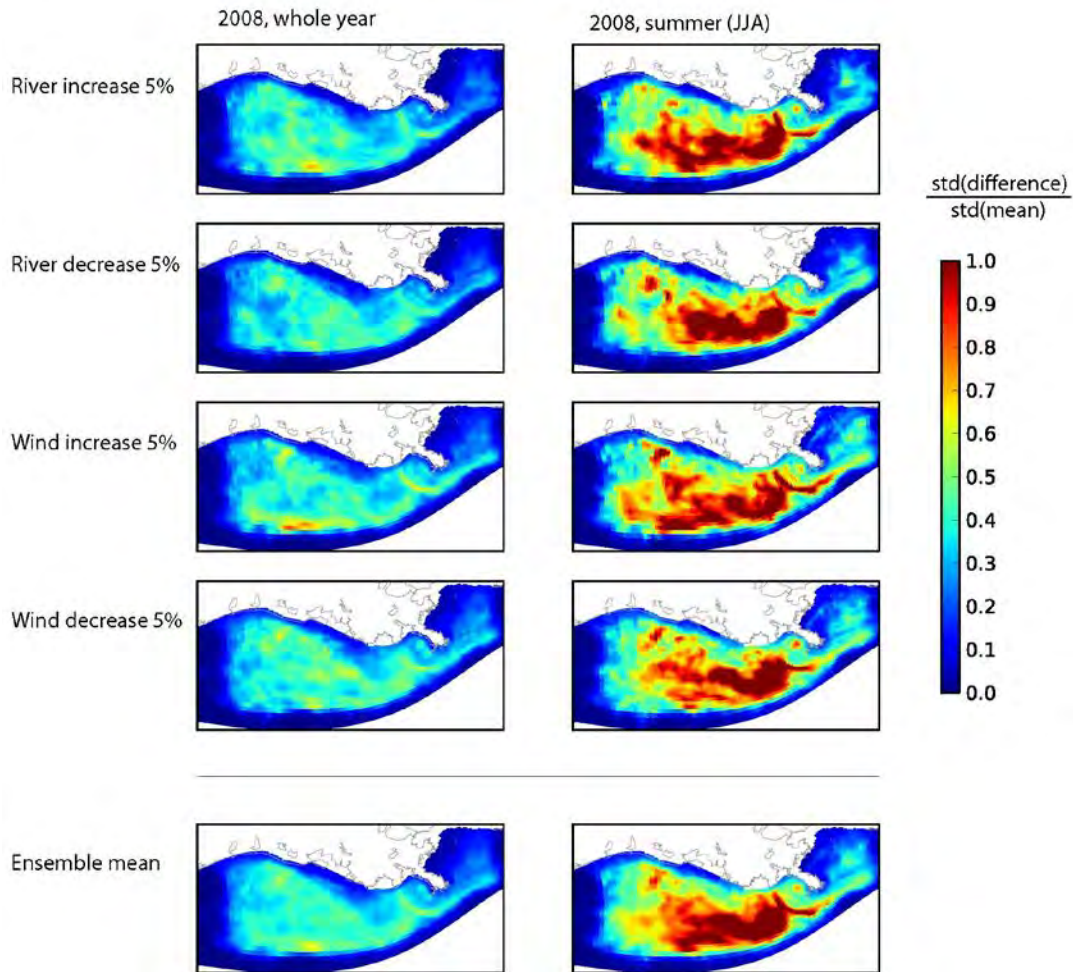 2008, whole year
2008, summer (JJA)
River increase 5%
River decrease 5%
Wind increase 5%
Wind decrease 5%
Ensemble mean
std(difference)
std(mean)
1.0
0.9
0.8
0.7
0.6
0.5
0.4
0.3
0.2
0.1
0.0